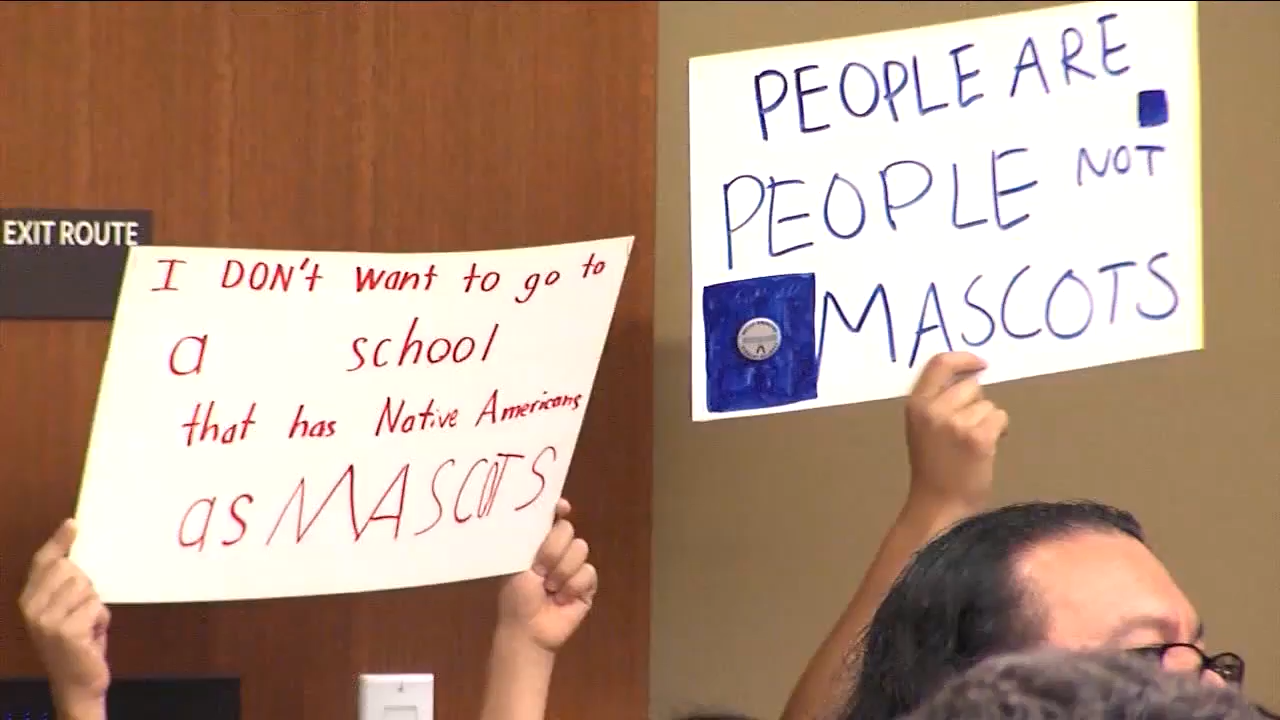 EXIT ROUTE
I DON't want to go to
a school
that has Native Americans
as MASCOTS
PEOPLE ARE
PEOPLE NOT
MASCOTS